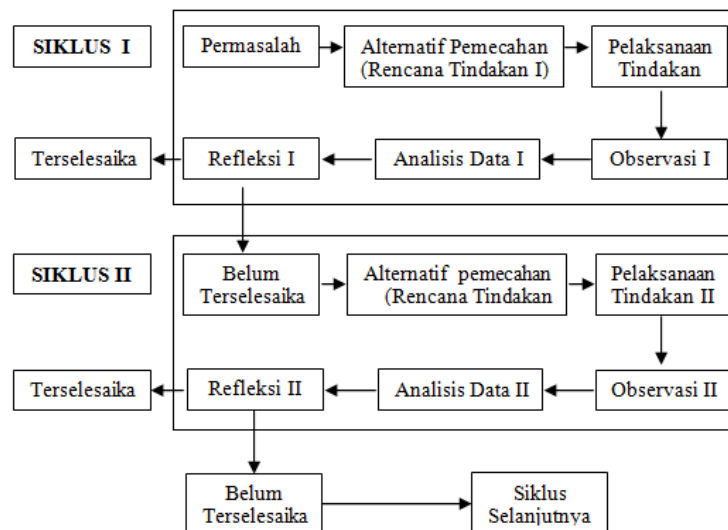 SIKLUS I
Permasalah
Alternatif Pemecahan
(Rencana Tindakan I)
Pelaksanaan
Tindakan
Terselesaika
Refleksi I
Analisis Data I
Observasi I
SIKLUS II
Belum
Terselesaika
Alternatif pemecahan
(Rencana Tindakan
Pelaksanaan
Tindakan II
Terselesaika
Refleksi II
Analisis Data II
Observasi II
Belum
Terselesaika
Siklus
Selanjutnya